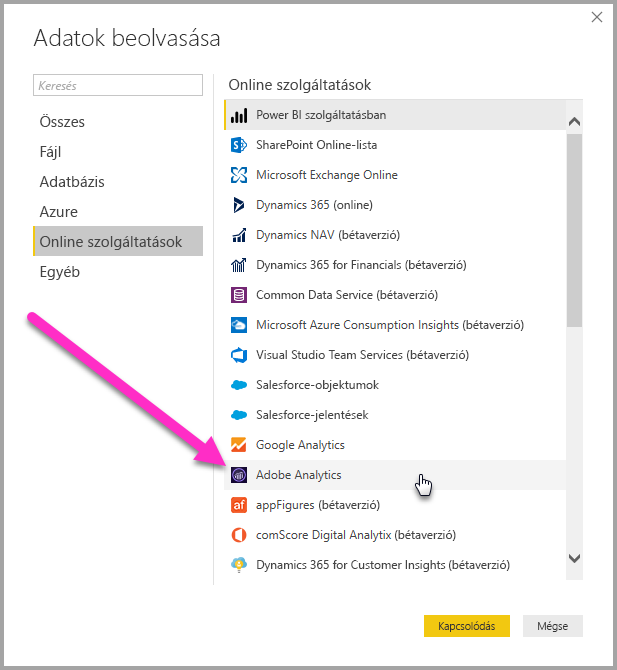 Adatok beolvasása
Keresés
Összes
Fájl
Adatbázis
Azure
Online szolgáltatások
Egyéb
Online szolgáltatások
Power BI szolgáltatásban
SharePoint Online-lista
Microsoft Exchange Online
Dynamics 365 (online)
Dynamics NAV (bétaverzió)
Dynamics 365 for Financials (bétaverzió)
Common Data Service (bétaverzió)
Microsoft Azure Consumption Insights (bétaverzió)
Visual Studio Team Services (bétaverzió)
Salesforce-objektumok
Salesforce-jelentések
Google Analytics
Adobe Analytics
af appFigures (bétaverzió)
comScore Digital Analytix (bétaverzió)
Dynamics 365 for Customer Insights (bétaverzió)
Kapcsolódás
Mégse